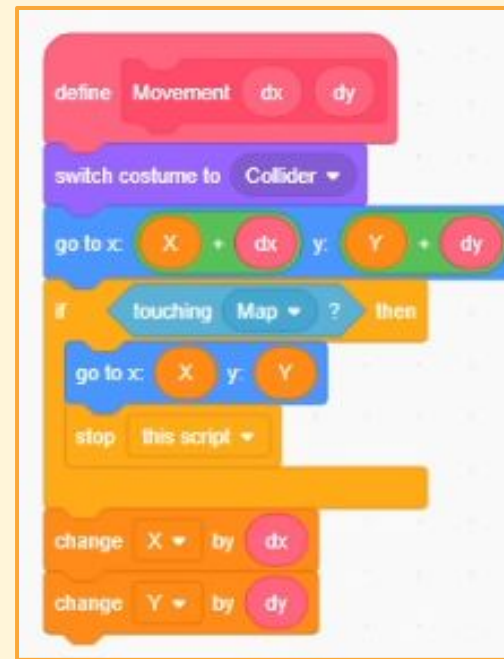 define Movement dx dy
switch costume to Collider
go to x: X + dx y: Y + dy
if touching Map ? then
go to x: X y: Y
stop this script
change X by dx
change Y by dy